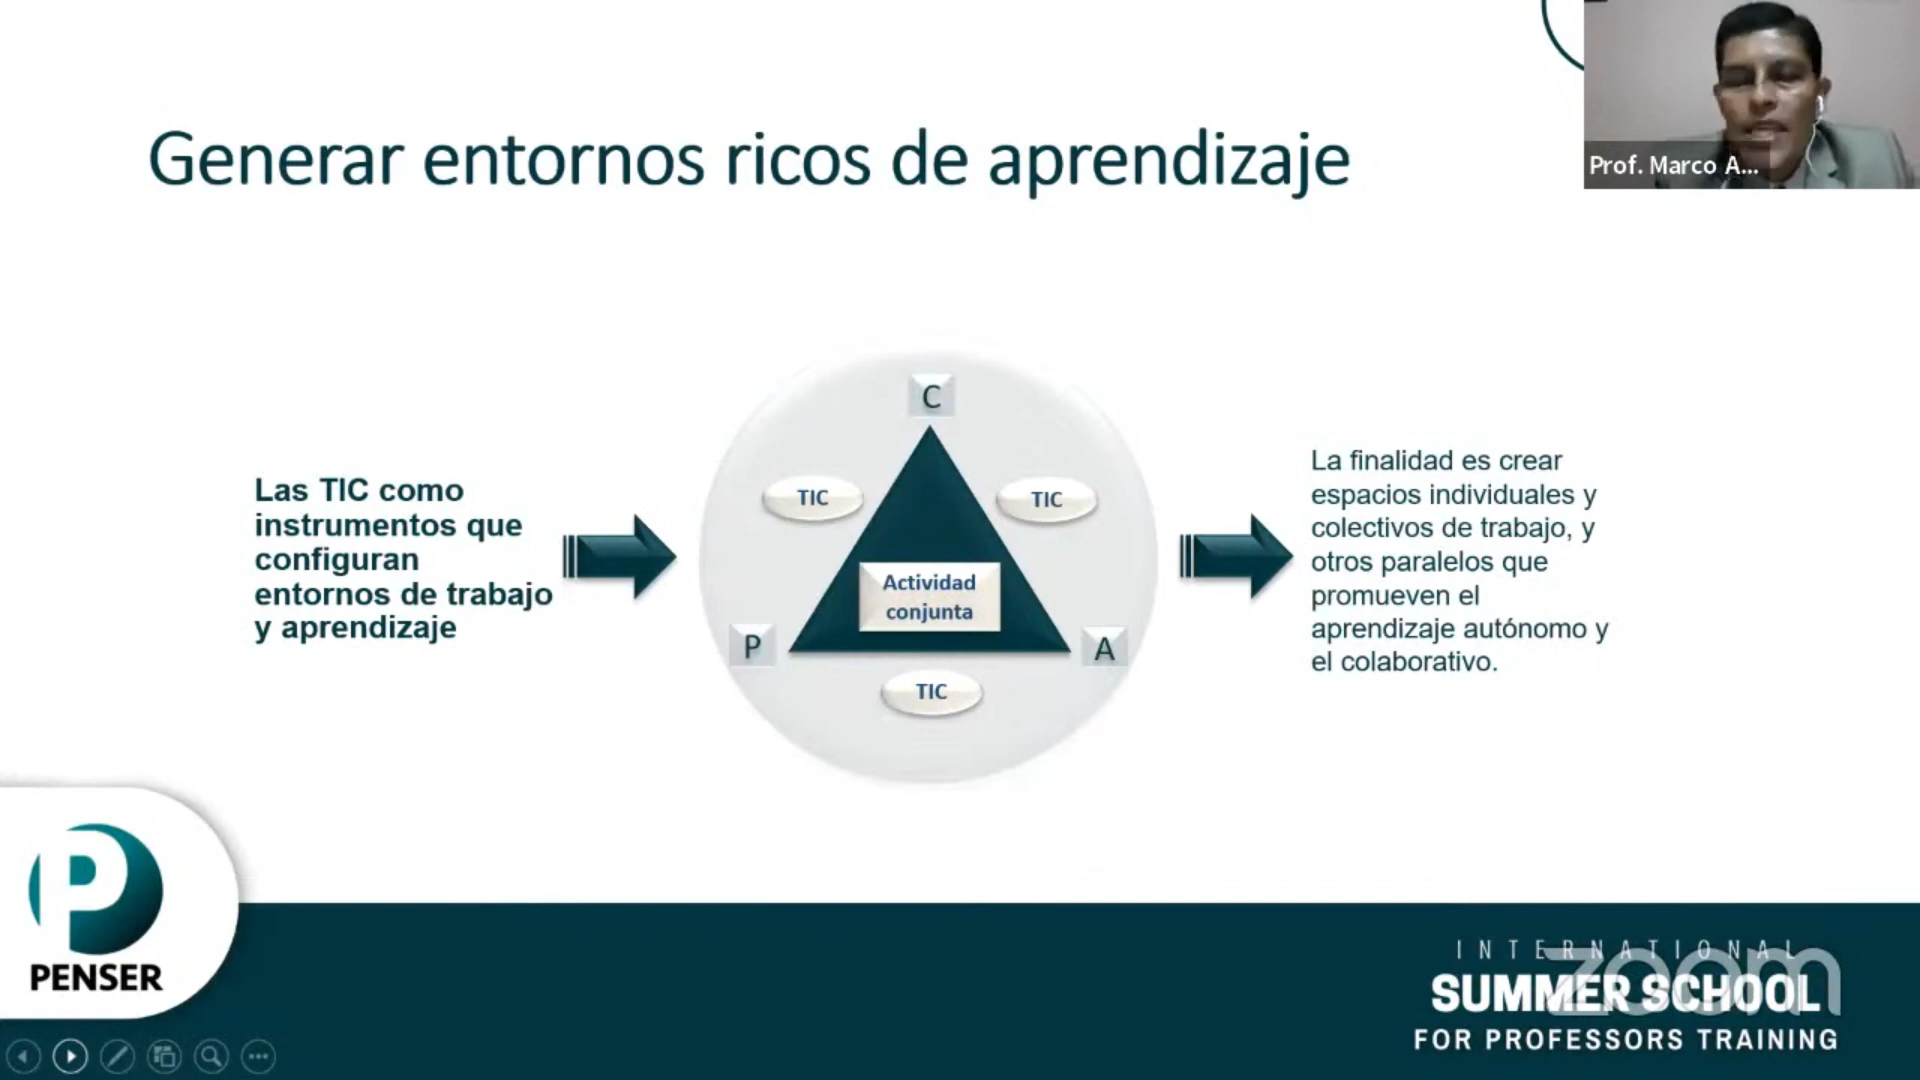 Generar entornos ricos de aprendizaje
Prof. Marco A...
Las TIC como
instrumentos que
configuran
entornos de trabajo
y aprendizaje
C
TIC
TIC
Actividad
conjunta
P
A
TIC
La finalidad es crear
espacios individuales y
colectivos de trabajo, y
otros paralelos que
promueven el
aprendizaje autónomo y
el colaborativo.
P
PENSER
INTERNATIONAL
SUMMER SCHOOL
FOR PROFESSORS TRAINING
zoom